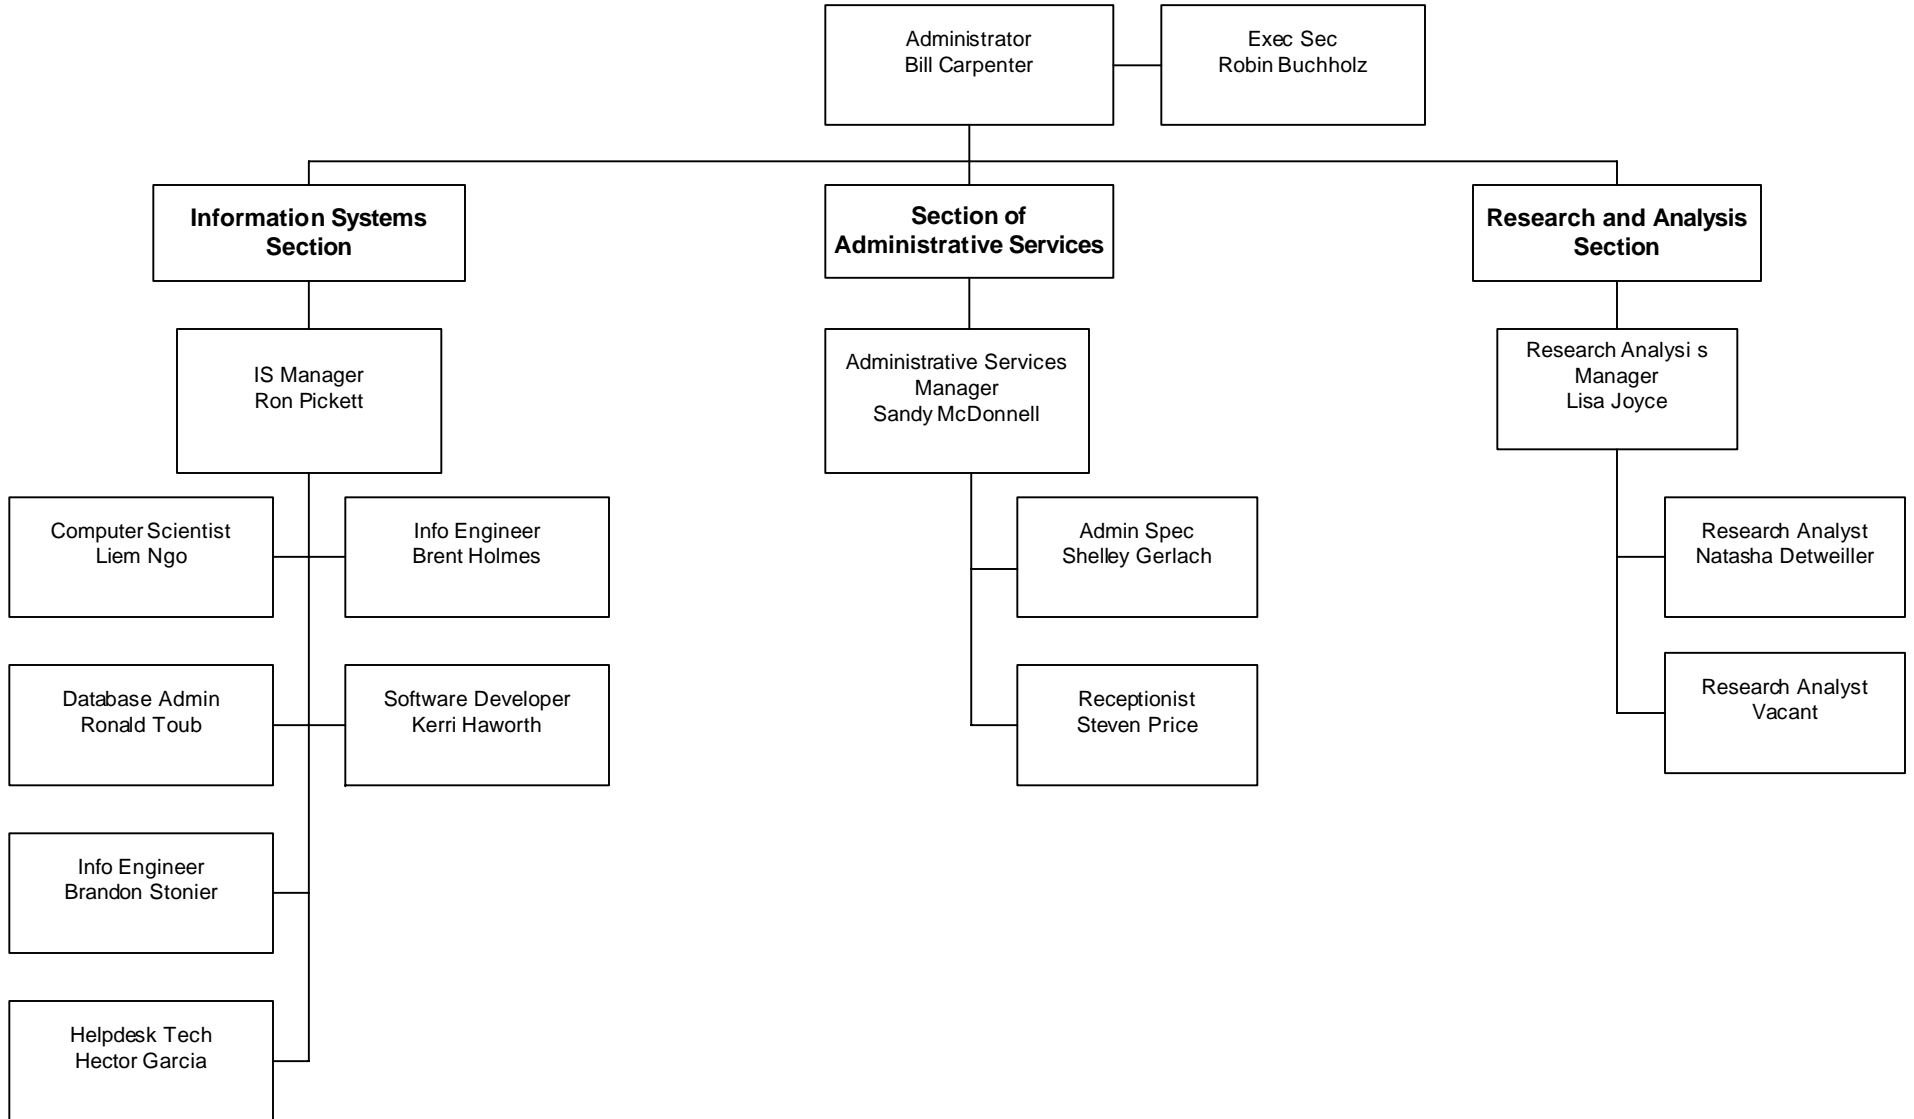 Administrator
Bill Carpenter
Exec Sec
Robin Buchholz
Information Systems
Section
Section of
Administrative Services
Research and Analysis
Section
IS Manager
Ron Pickett
Administrative Services
Manager
Sandy McDonnell
Research Analysi s
Manager
Lisa Joyce
Computer Scientist
Liem Ngo
Info Engineer
Brent Holmes
Admin Spec
Shelley Gerlach
Research Analyst
Natasha Detweiller
Database Admin
Ronald Toub
Software Developer
Kerri Haworth
Receptionist
Steven Price
Research Analyst
Vacant
Info Engineer
Brandon Stonier
Helpdesk Tech
Hector Garcia